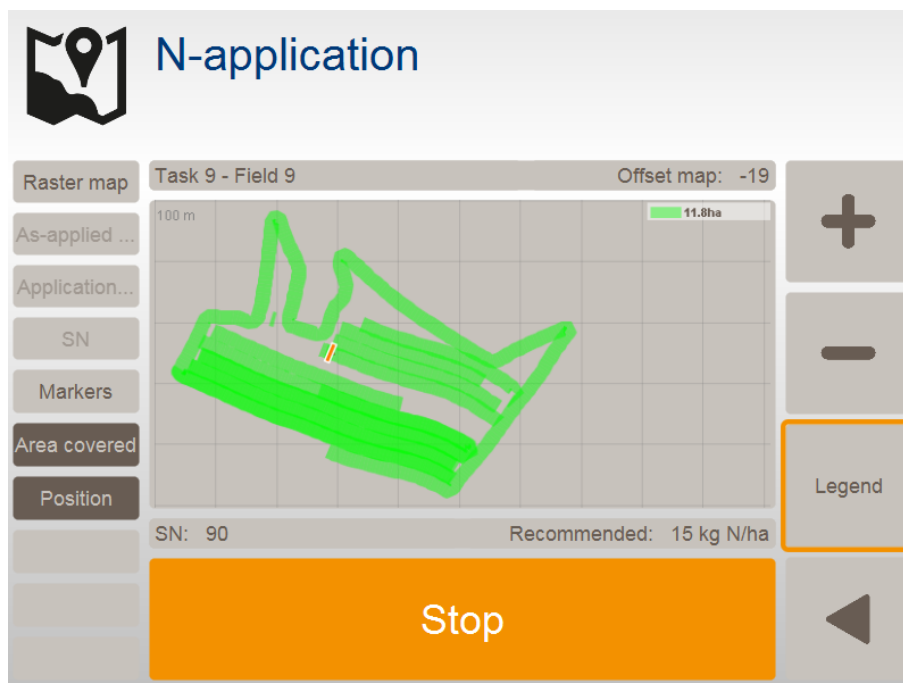 N-application
Raster map
Task 9 - Field 9
Offset map: -19
As-applied ...
100 m
11.8ha
Application...
SN
Markers
Area covered
Position
Legend
SN: 90
Recommended: 15 kg N/ha
Stop